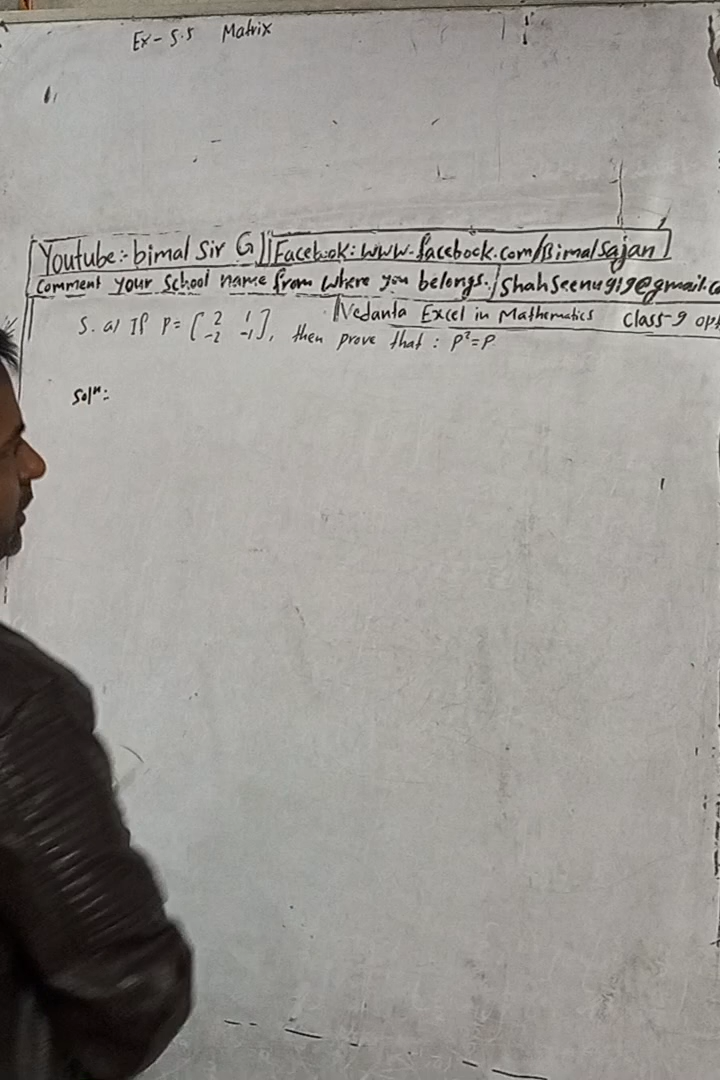 Ex - 5.5 Matrix
Youtube:- bimal Sir G || Facebook: www.facebook.com/Bimalsajan
Comment your School name from where you belongs. / Shahseenu919@gmail.co
Vedanta Excel in Mathematics Class-9 opt
5. a) If P = [ 2 1
-2 -1 ], then prove that : P²=P
Solⁿ: